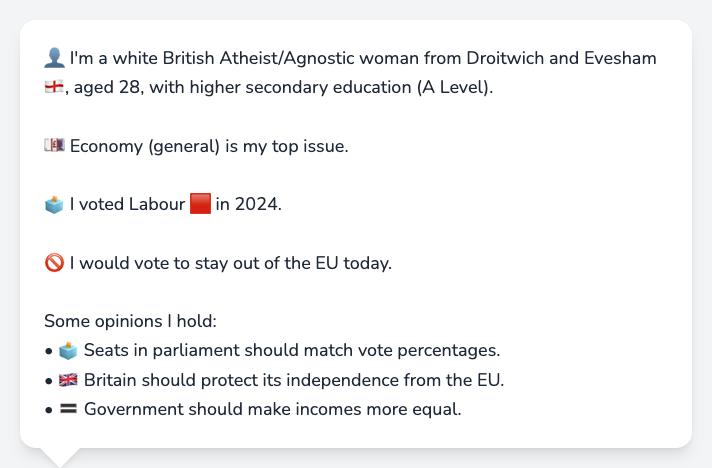 👤 I'm a white British Atheist/Agnostic woman from Droitwich and Evesham
🏴󠁧󠁢󠁥󠁮󠁧󠁿, aged 28, with higher secondary education (A Level).
💷 Economy (general) is my top issue.
🗳️ I voted Labour 🟥 in 2024.
🚫 I would vote to stay out of the EU today.
Some opinions I hold:
• 🗳️ Seats in parliament should match vote percentages.
• 🇬🇧 Britain should protect its independence from the EU.
• 🟰 Government should make incomes more equal.